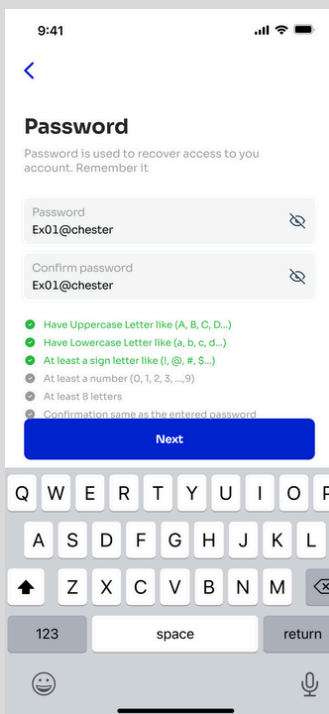 9:41
Password
Password is used to recover access to you
account. Remember it
Password
Ex01@chester
Confirm password
Ex01@chester
Have Uppercase Letter like (A, B, C, D...)
Have Lowercase Letter like (a, b, c, d...)
At least a sign letter like (!, @, #, $...)
At least a number (0, 1, 2, 3, ...,9)
At least 8 letters
Confirmation same as the entered password
Next
Q W E R T Y U I O P
A S D F G H J K L
Z X C V B N M
123 space return